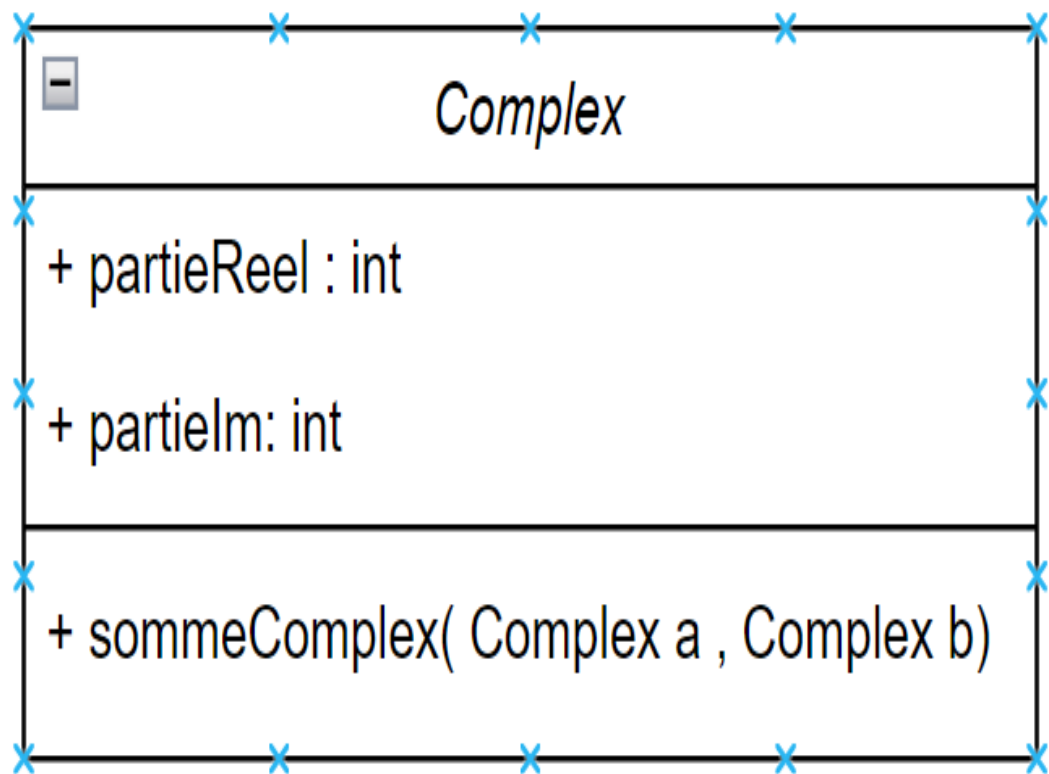 Complex
+ partieReel : int
+ partieIm: int
+ sommeComplex( Complex a , Complex b)